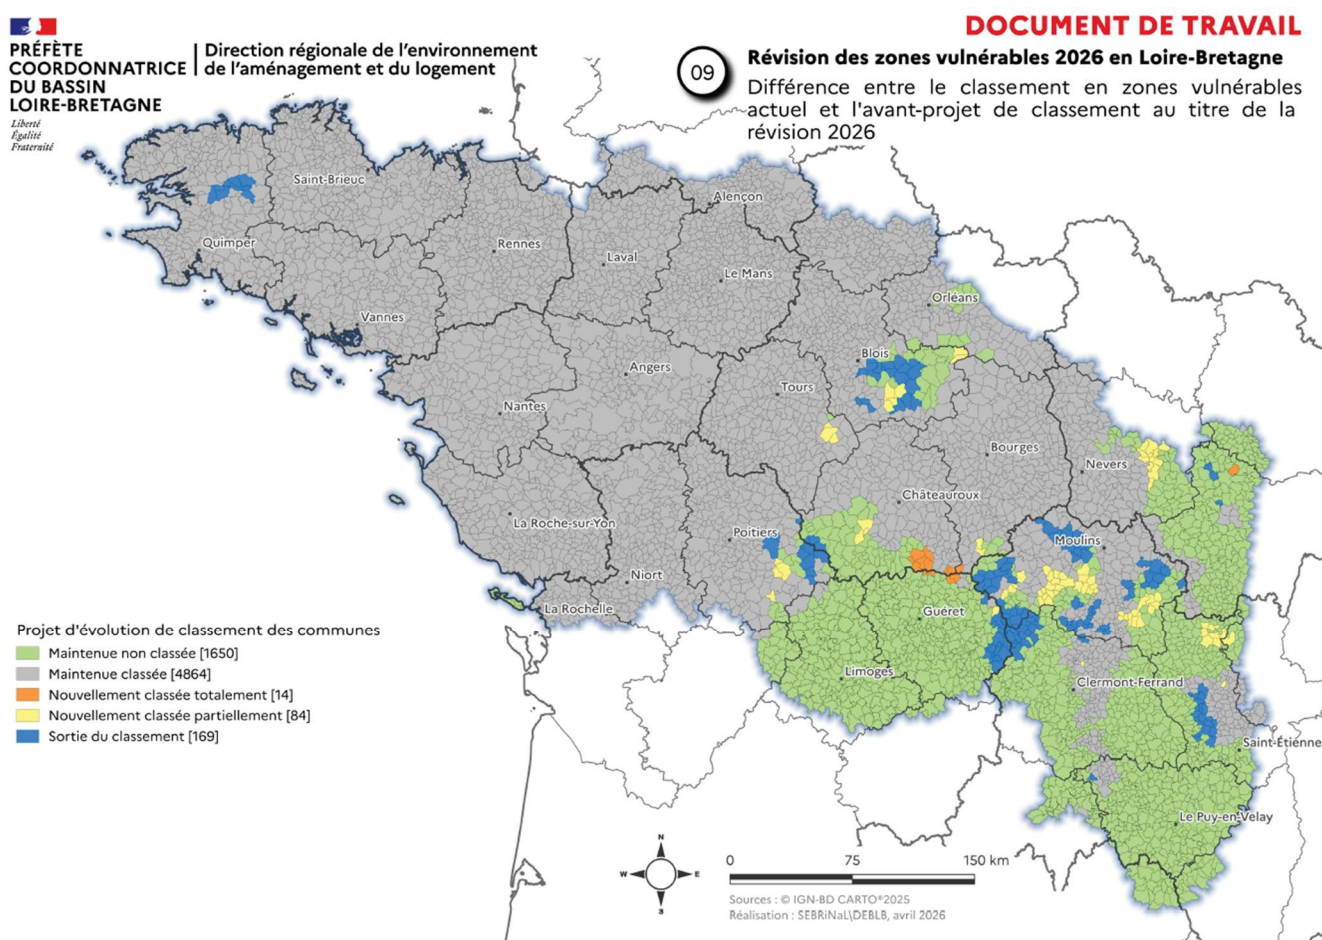 PRÉFÈTE
COORDONNATRICE
DU BASSIN
LOIRE-BRETAGNE
Liberté
Égalité
Fraternité
Direction régionale de l'environnement
de l'aménagement et du logement
DOCUMENT DE TRAVAIL
09
Révision des zones vulnérables 2026 en Loire-Bretagne
Différence entre le classement en zones vulnérables
actuel et l'avant-projet de classement au titre de la
révision 2026
Saint-Brieuc
Alençon
Quimper
Rennes
Laval
Le Mans
Orléans
Vannes
Blois
Angers
Tours
Nantes
Bourges
Nevers
Châteauroux
La Roche-sur-Yon
Poitiers
Moulins
Niort
La Rochelle
Guéret
Limoges
Clermont-Ferrand
Saint-Étienne
Le Puy-en-Velay
Projet d'évolution de classement des communes
Maintenue non classée [1650]
Maintenue classée [4864]
Nouvellement classée totalement [14]
Nouvellement classée partiellement [84]
Sortie du classement [169]
N
W
E
S
0 75 150 km
Sources : © IGN-BD CARTO®2025
Réalisation : SEBRiNaL\DEBLB, avril 2026